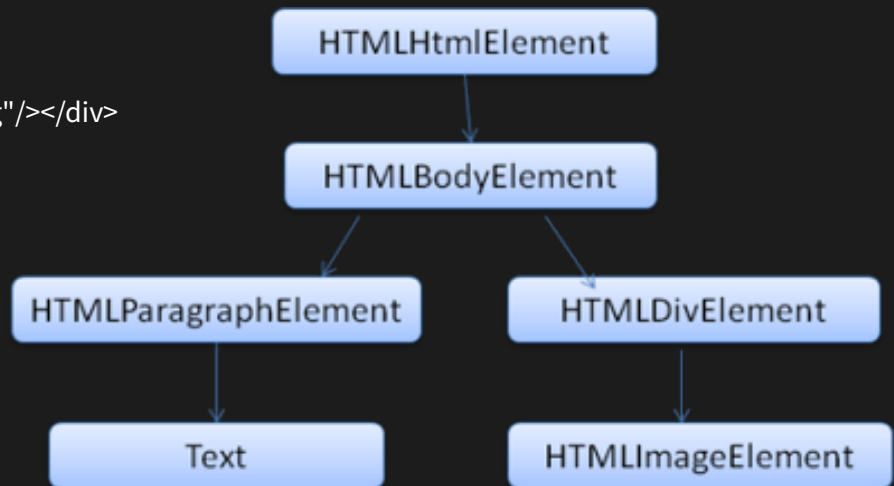 HTMLHtmlElement
"/></div>
HTMLBodyElement
HTMLParagraphElement HTMLDivElement
Text HTMLImageElement